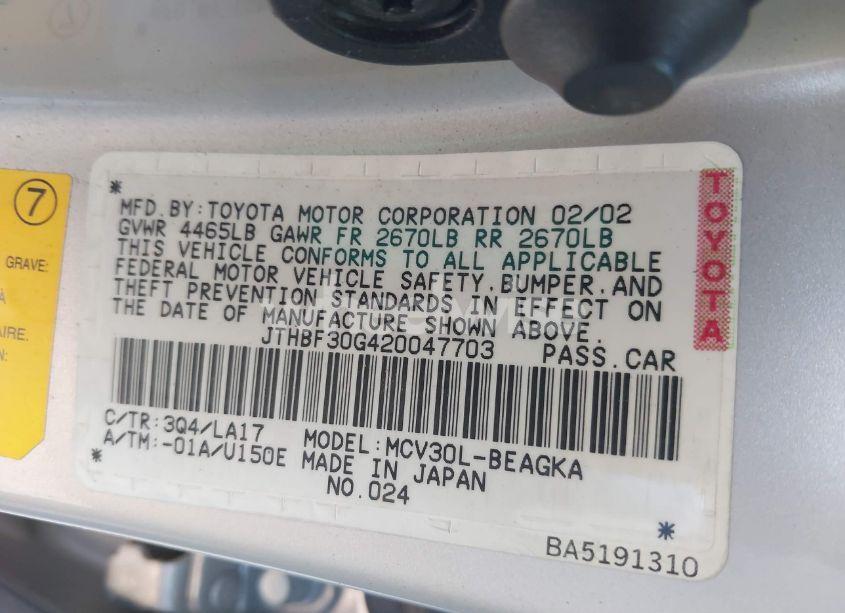 7
GRAVE:
À
AIRE.
N:
*
MFD.BY:TOYOTA MOTOR CORPORATION 02/02
GVWR 4465LB GAWR FR 2670LB RR 2670LB
THIS VEHICLE CONFORMS TO ALL APPLICABLE
FEDERAL MOTOR VEHICLE SAFETY,BUMPER,AND
THEFT PREVENTION STANDARDS IN EFFECT ON
THE DATE OF MANUFACTURE SHOWN ABOVE.
JTHBF30G420047703 PASS.CAR
C/TR:3Q4/LA17 MODEL:MCV30L-BEAGKA
A/TM:-01A/U150E MADE IN JAPAN
* NO.024 *
BA5191310
TOYOTA